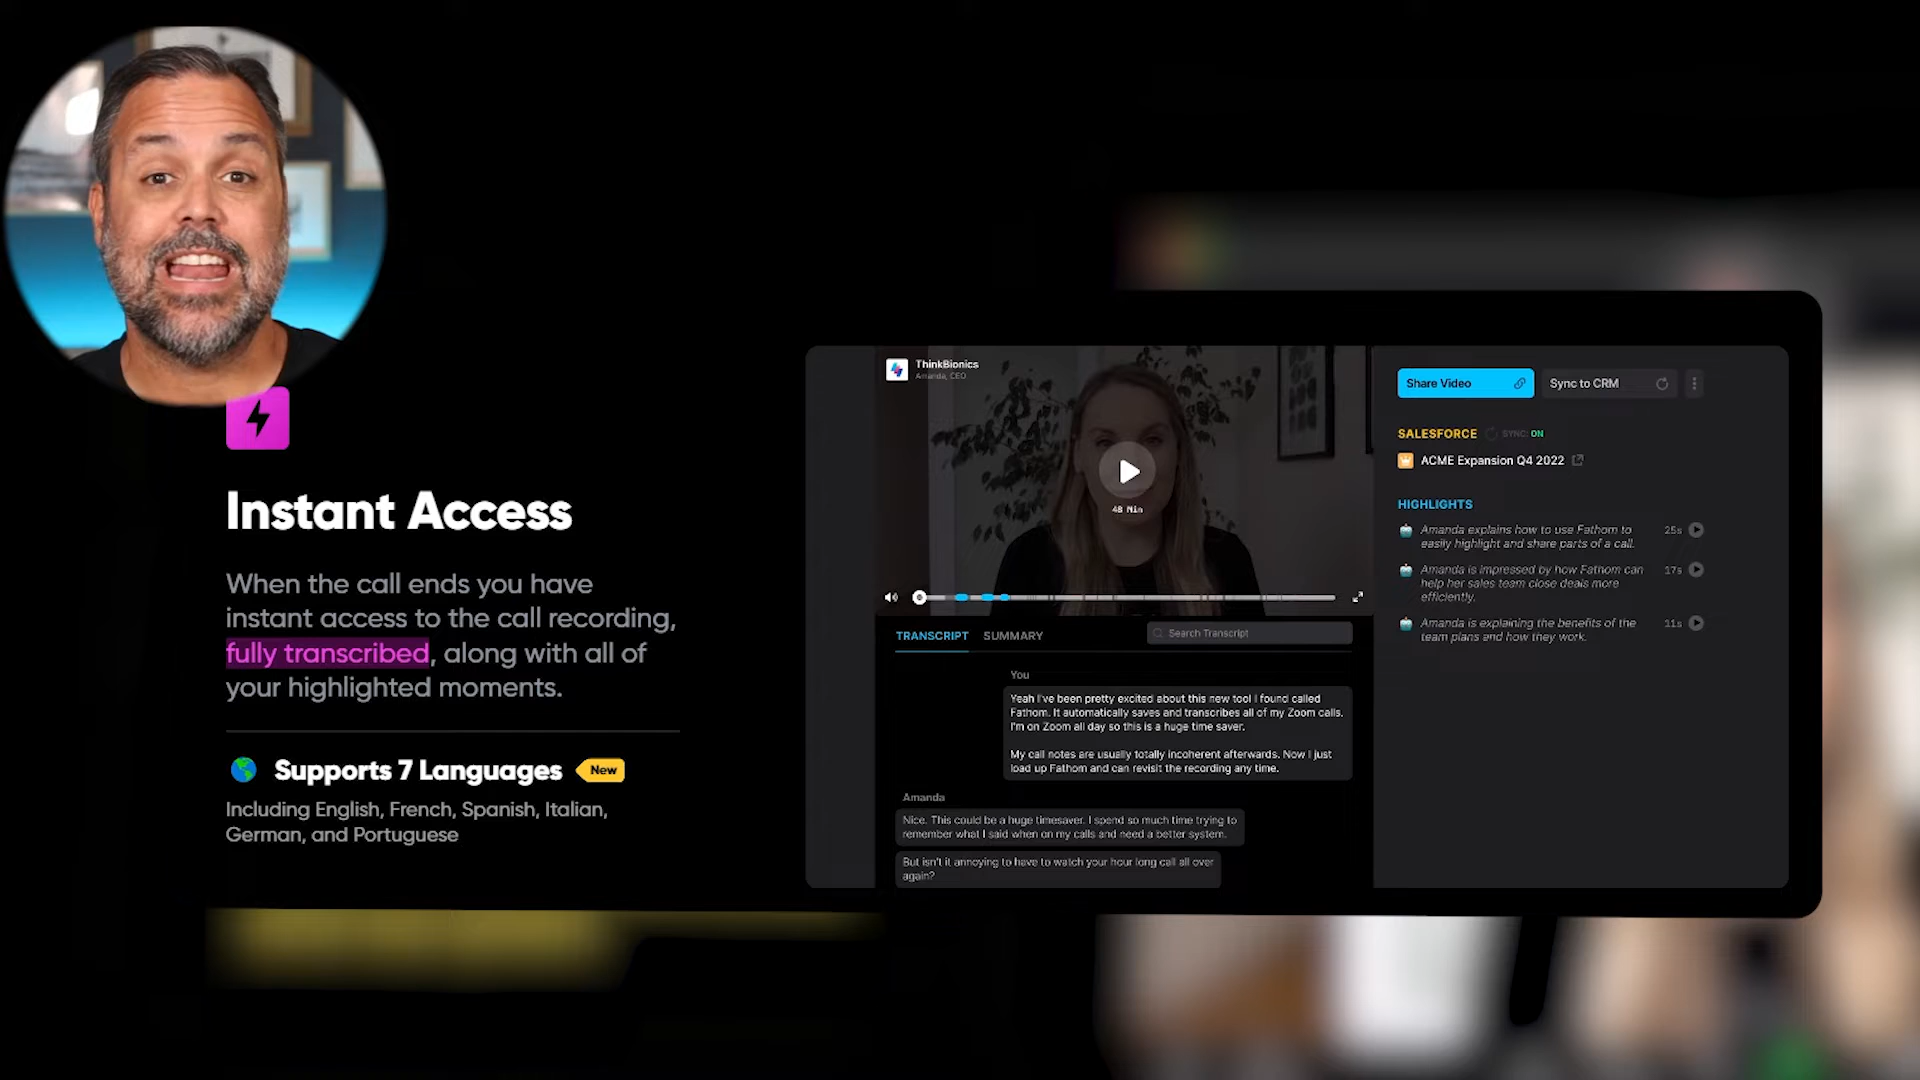 Instant Access
When the call ends you have
instant access to the call recording,
fully transcribed, along with all of
your highlighted moments.
Supports 7 Languages
New
Including English, French, Spanish, Italian,
German, and Portuguese
ThinkBionics
Amanda, CEO
48 Min
TRANSCRIPT
SUMMARY
Search Transcript
You
Yeah I've been pretty excited about this new tool I found called
Fathom. It automatically saves and transcribes all of my Zoom calls.
I'm on Zoom all day so this is a huge time saver.
My call notes are usually totally incoherent afterwards. Now I just
load up Fathom and can revisit the recording any time.
Amanda
Nice. This could be a huge timesaver. I spend so much time trying to
remember what I said when on my calls and need a better system.
But isn't it annoying to have to watch your hour long call all over
again?
Share Video
Sync to CRM
SALESFORCE
SYNC: ON
ACME Expansion Q4 2022
HIGHLIGHTS
Amanda explains how to use Fathom to
easily highlight and share parts of a call.
25s
Amanda is impressed by how Fathom can
help her sales team close deals more
efficiently.
17s
Amanda is explaining the benefits of the
team plans and how they work.
11s